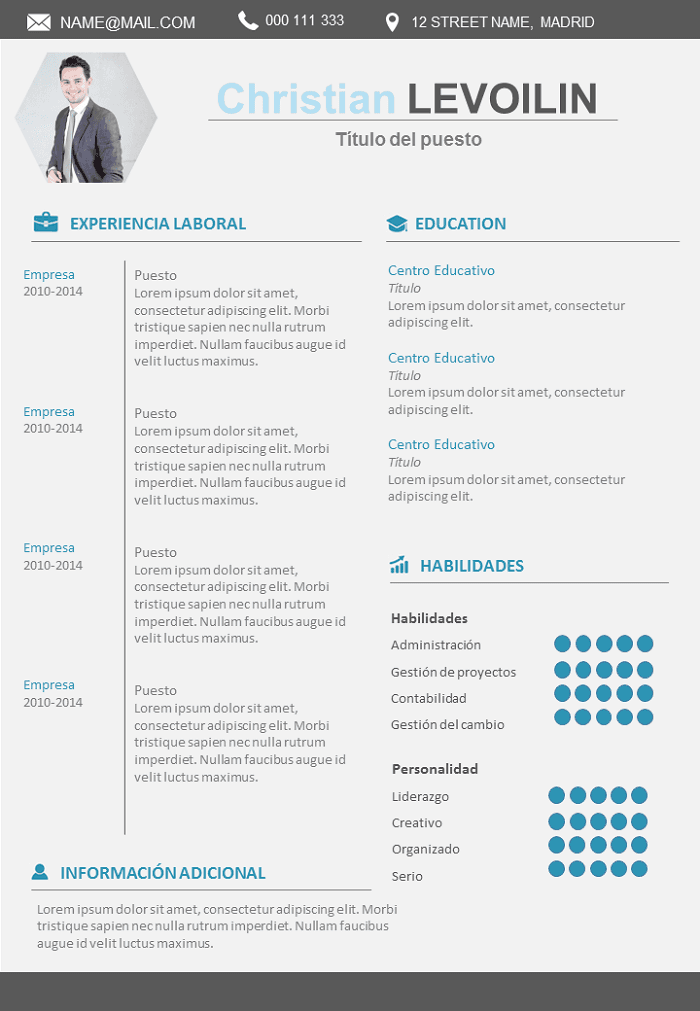 NAME@MAIL.COM 000 111 333 12 STREET NAME, MADRID
Christian LEVOILIN
Título del puesto
EXPERIENCIA LABORAL
Empresa
2010-2014
Puesto
Lorem ipsum dolor sit amet,
consectetur adipiscing elit. Morbi
tristique sapien nec nulla rutrum
imperdiet. Nullam faucibus augue id
velit luctus maximus.
Empresa
2010-2014
Puesto
Lorem ipsum dolor sit amet,
consectetur adipiscing elit. Morbi
tristique sapien nec nulla rutrum
imperdiet. Nullam faucibus augue id
velit luctus maximus.
Empresa
2010-2014
Puesto
Lorem ipsum dolor sit amet,
consectetur adipiscing elit. Morbi
tristique sapien nec nulla rutrum
imperdiet. Nullam faucibus augue id
velit luctus maximus.
Empresa
2010-2014
Puesto
Lorem ipsum dolor sit amet,
consectetur adipiscing elit. Morbi
tristique sapien nec nulla rutrum
imperdiet. Nullam faucibus augue id
velit luctus maximus.
INFORMACIÓN ADICIONAL
Lorem ipsum dolor sit amet, consectetur adipiscing elit. Morbi
tristique sapien nec nulla rutrum imperdiet. Nullam faucibus
augue id velit luctus maximus.
EDUCATION
Centro Educativo
Título
Lorem ipsum dolor sit amet, consectetur
adipiscing elit.
Centro Educativo
Título
Lorem ipsum dolor sit amet, consectetur
adipiscing elit.
Centro Educativo
Título
Lorem ipsum dolor sit amet, consectetur
adipiscing elit.
HABILIDADES
Habilidades
Administración
Gestión de proyectos
Contabilidad
Gestión del cambio
Personalidad
Liderazgo
Creativo
Organizado
Serio